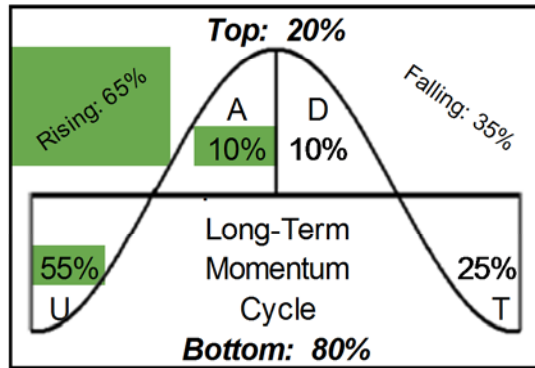 Top: 20%
Rising: 65%
Falling: 35%
A D
10% 10%
Long-Term
55% Momentum 25%
U Cycle T
Bottom: 80%